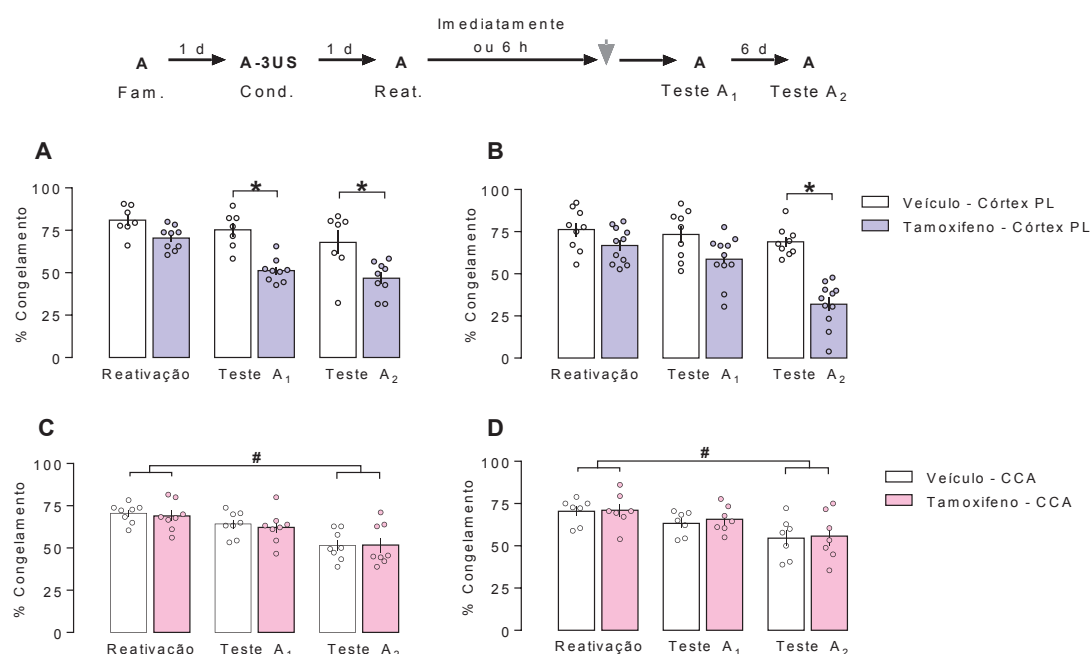 Imediatamente
1 d 1 d ou 6 h 6 d
A A-3US A A A
Fam. Cond. Reat. Teste A₁ Teste A₂
A
% Congelamento
100
75
50
25
0
* *
Reativação Teste A₁ Teste A₂
B
% Congelamento
100
75
50
25
0
*
Reativação Teste A₁ Teste A₂
Veículo - Córtex PL
Tamoxifeno - Córtex PL
C
% Congelamento
100
75
50
25
0
#
Reativação Teste A₁ Teste A₂
D
% Congelamento
100
75
50
25
0
#
Reativação Teste A₁ Teste A₂
Veículo - CCA
Tamoxifeno - CCA